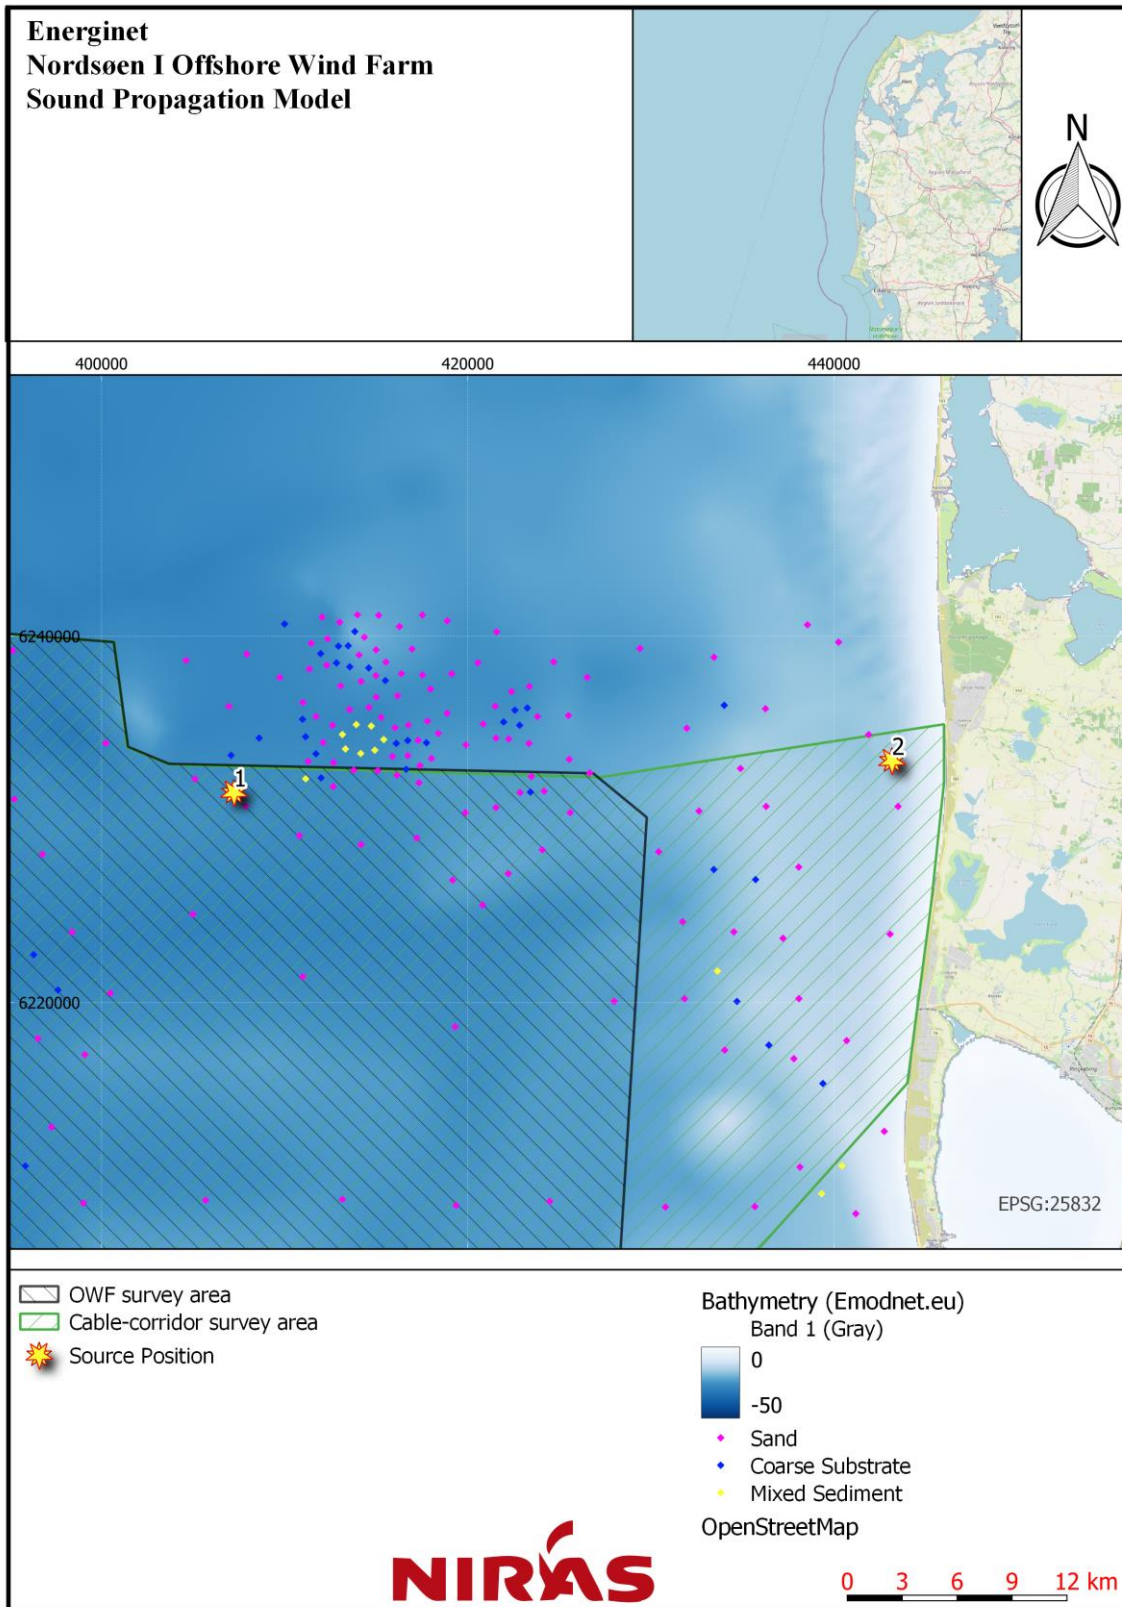 Energinet
Nordsøen I Offshore Wind Farm
Sound Propagation Model
N
400000
420000
440000
6240000
2
1
6220000
EPSG:25832
OWF survey area
Cable-corridor survey area
Source Position
Bathymetry (Emodnet.eu)
Band 1 (Gray)
0
-50
Sand
Coarse Substrate
Mixed Sediment
OpenStreetMap
NIRAS
0 3 6 9 12 km